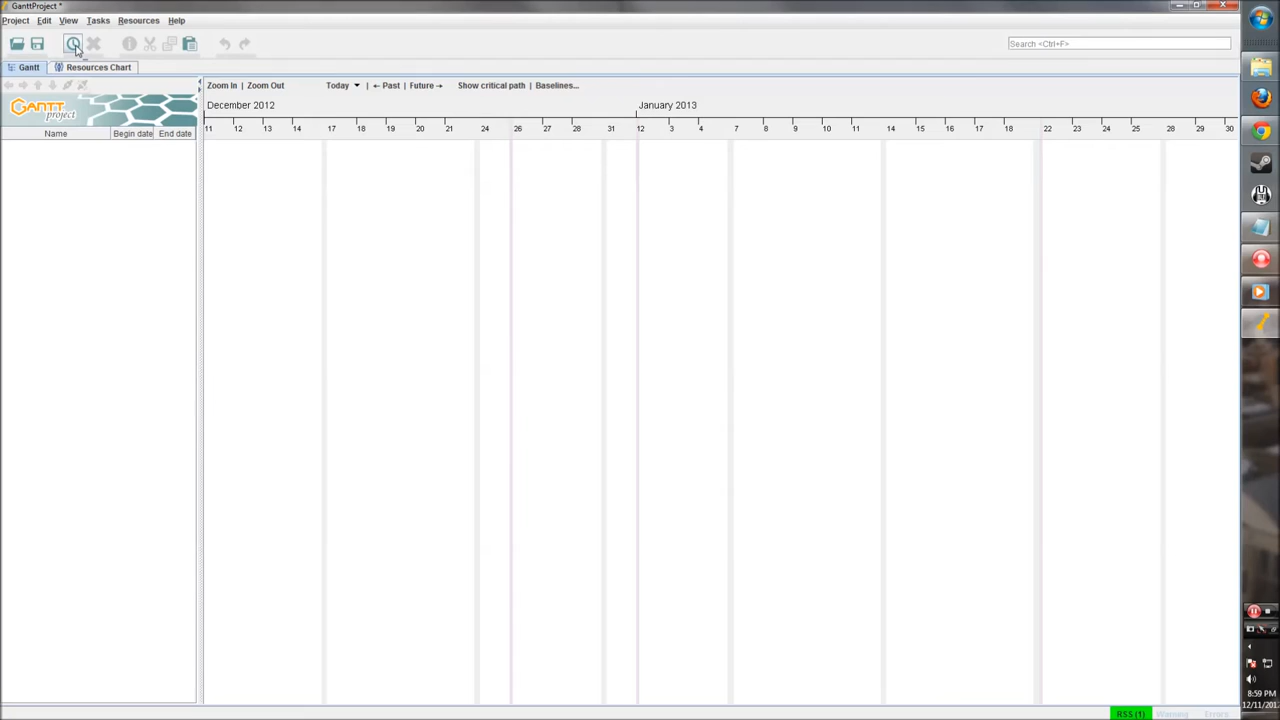 GanttProject *
Project Edit View Tasks Resources Help
Search <Ctrl+F>
Gantt Resources Chart
Zoom In | Zoom Out Today | ← Past | Future → Show critical path | Baselines...
GANTT project
December 2012 January 2013
Name Begin date End date
11 12 13 14 17 18 19 20 21 24 26 28 31 12 3 4 7 8 9 10 11 14 15 16 17 18 22 23 24 25 28 29 30
RSS (1) Warning Errors
8:59 PM